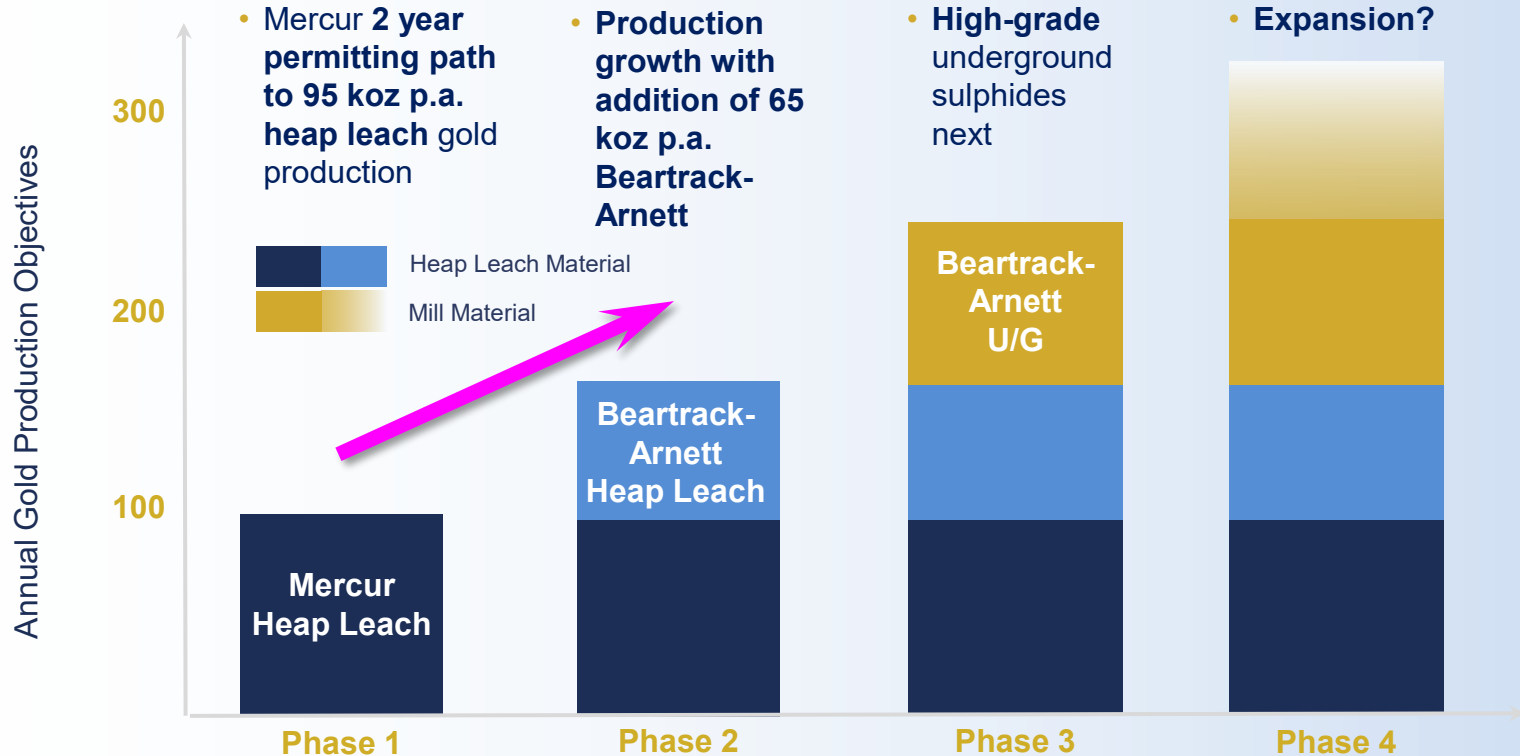 • Mercur 2 year
permitting path
to 95 koz p.a.
heap leach gold
production
• Production
growth with
addition of 65
koz p.a.
Beartrack-
Arnett
• High-grade
underground
sulphides
next
• Expansion?
Annual Gold Production Objectives
300
200
100
Heap Leach Material
Mill Material
Mercur
Heap Leach
Beartrack-
Arnett
Heap Leach
Beartrack-
Arnett
U/G
Phase 1
Phase 2
Phase 3
Phase 4